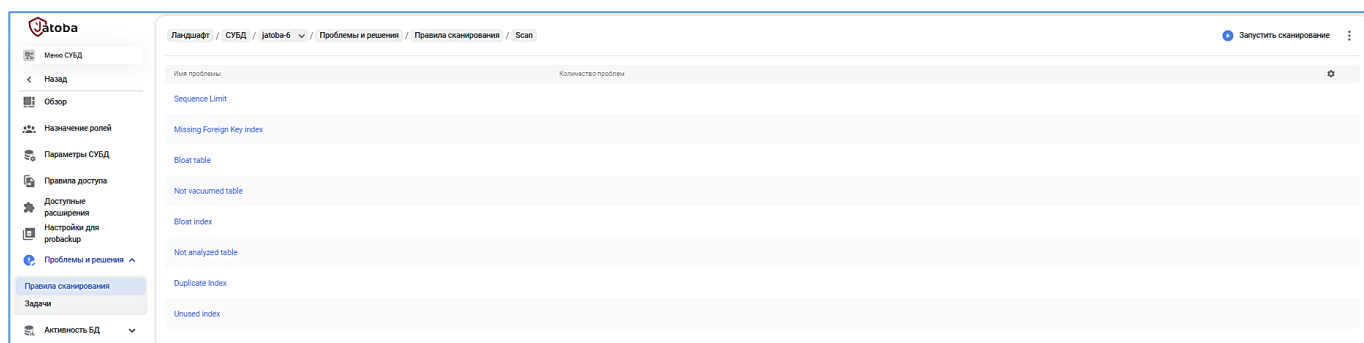 Jatoba
Ландшафт / СУБД / jatoba-6 / Проблемы и решения / Правила сканирования / Scan
Запустить сканирование
Меню СУБД
Назад
Обзор
Назначение ролей
Параметры СУБД
Правила доступа
Доступные
расширения
Настройки для
probackup
Проблемы и решения
Правила сканирования
Задачи
Активность БД
Имя проблемы Количество проблем
Sequence Limit
Missing Foreign Key index
Bloat table
Not vacuumed table
Bloat index
Not analyzed table
Duplicate Index
Unused index